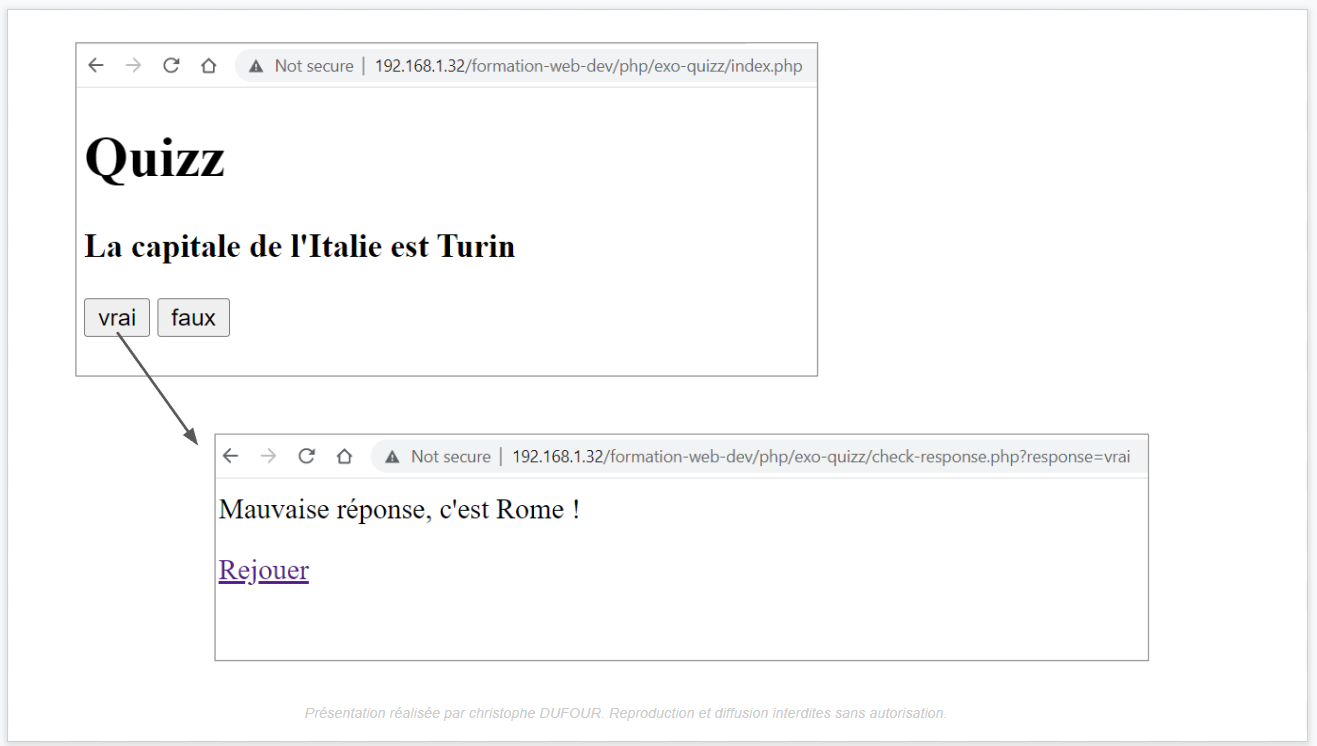 Not secure | 192.168.1.32/formation-web-dev/php/exo-quizz/index.php
Quizz
La capitale de l'Italie est Turin
vrai faux
Not secure | 192.168.1.32/formation-web-dev/php/exo-quizz/check-response.php?response=vrai
Mauvaise réponse, c'est Rome !
Rejouer
Présentation réalisée par christophe DUFOUR. Reproduction et diffusion interdites sans autorisation.